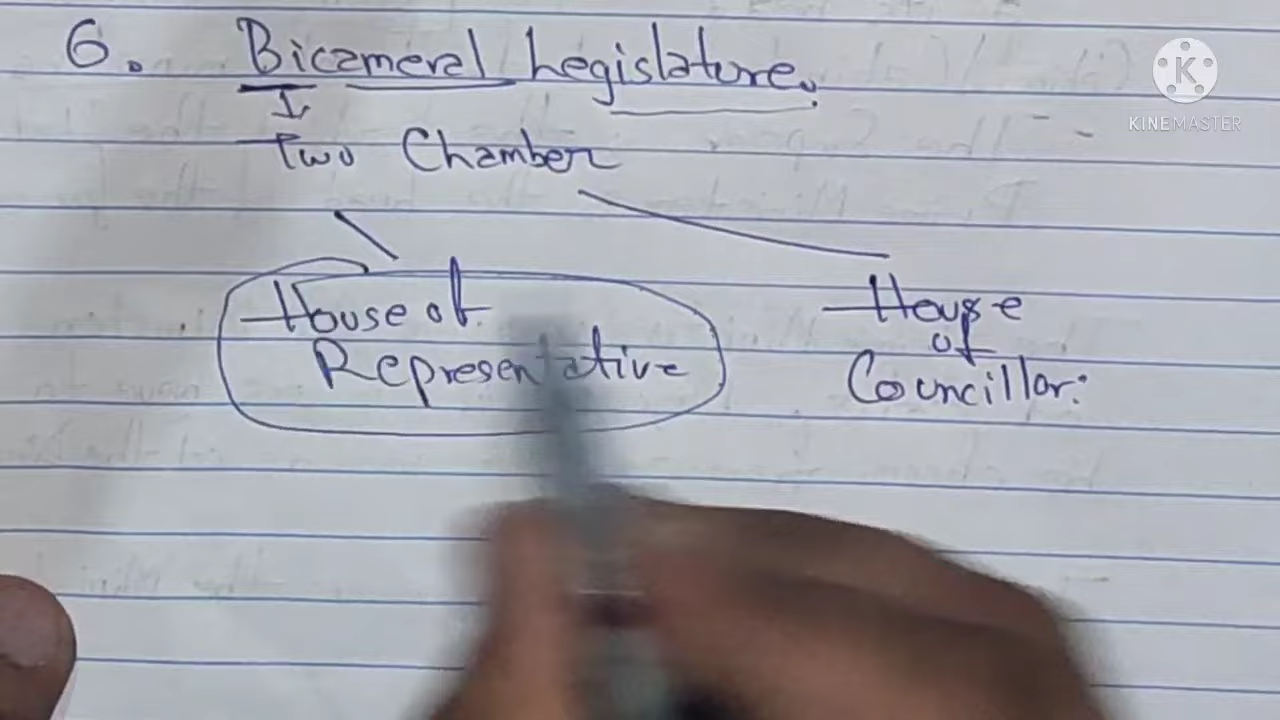 6. Bicameral Legislature.
Two Chamber
House of
Representative
House
of
Councillor:
KINEMASTER